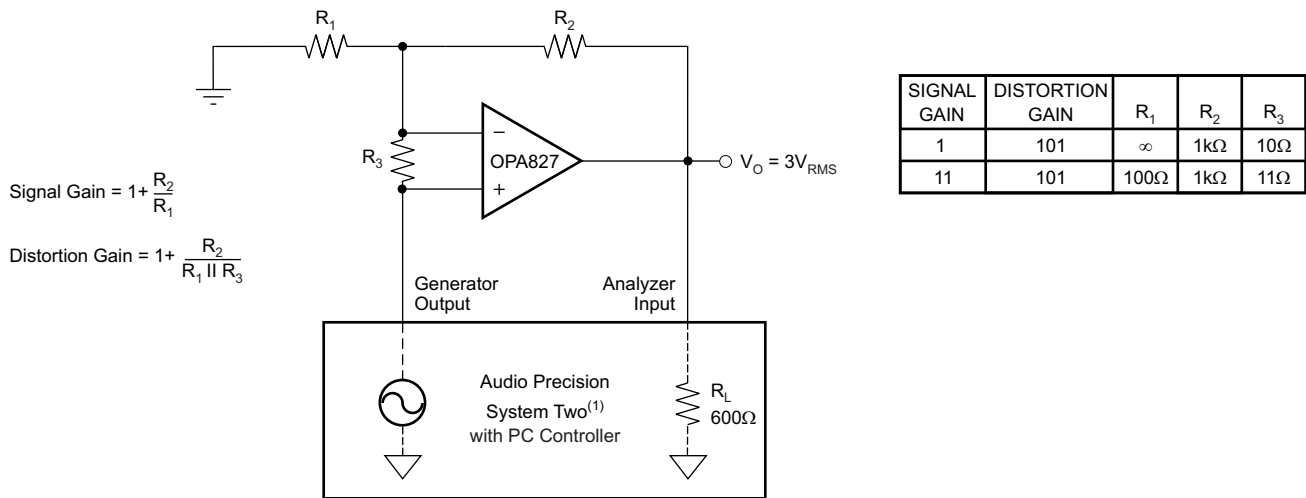 R1
R2
SIGNAL GAIN
DISTORTION GAIN
R1
R2
R3
1
101
∞
1kΩ
10Ω
11
101
100Ω
1kΩ
11Ω
−
OPA827
+
R3
VO = 3VRMS
Signal Gain = 1+ R2/R1
Distortion Gain = 1+ R2/(R1 II R3)
Generator
Output
Analyzer
Input
Audio Precision
System Two(1)
with PC Controller
RL
600Ω